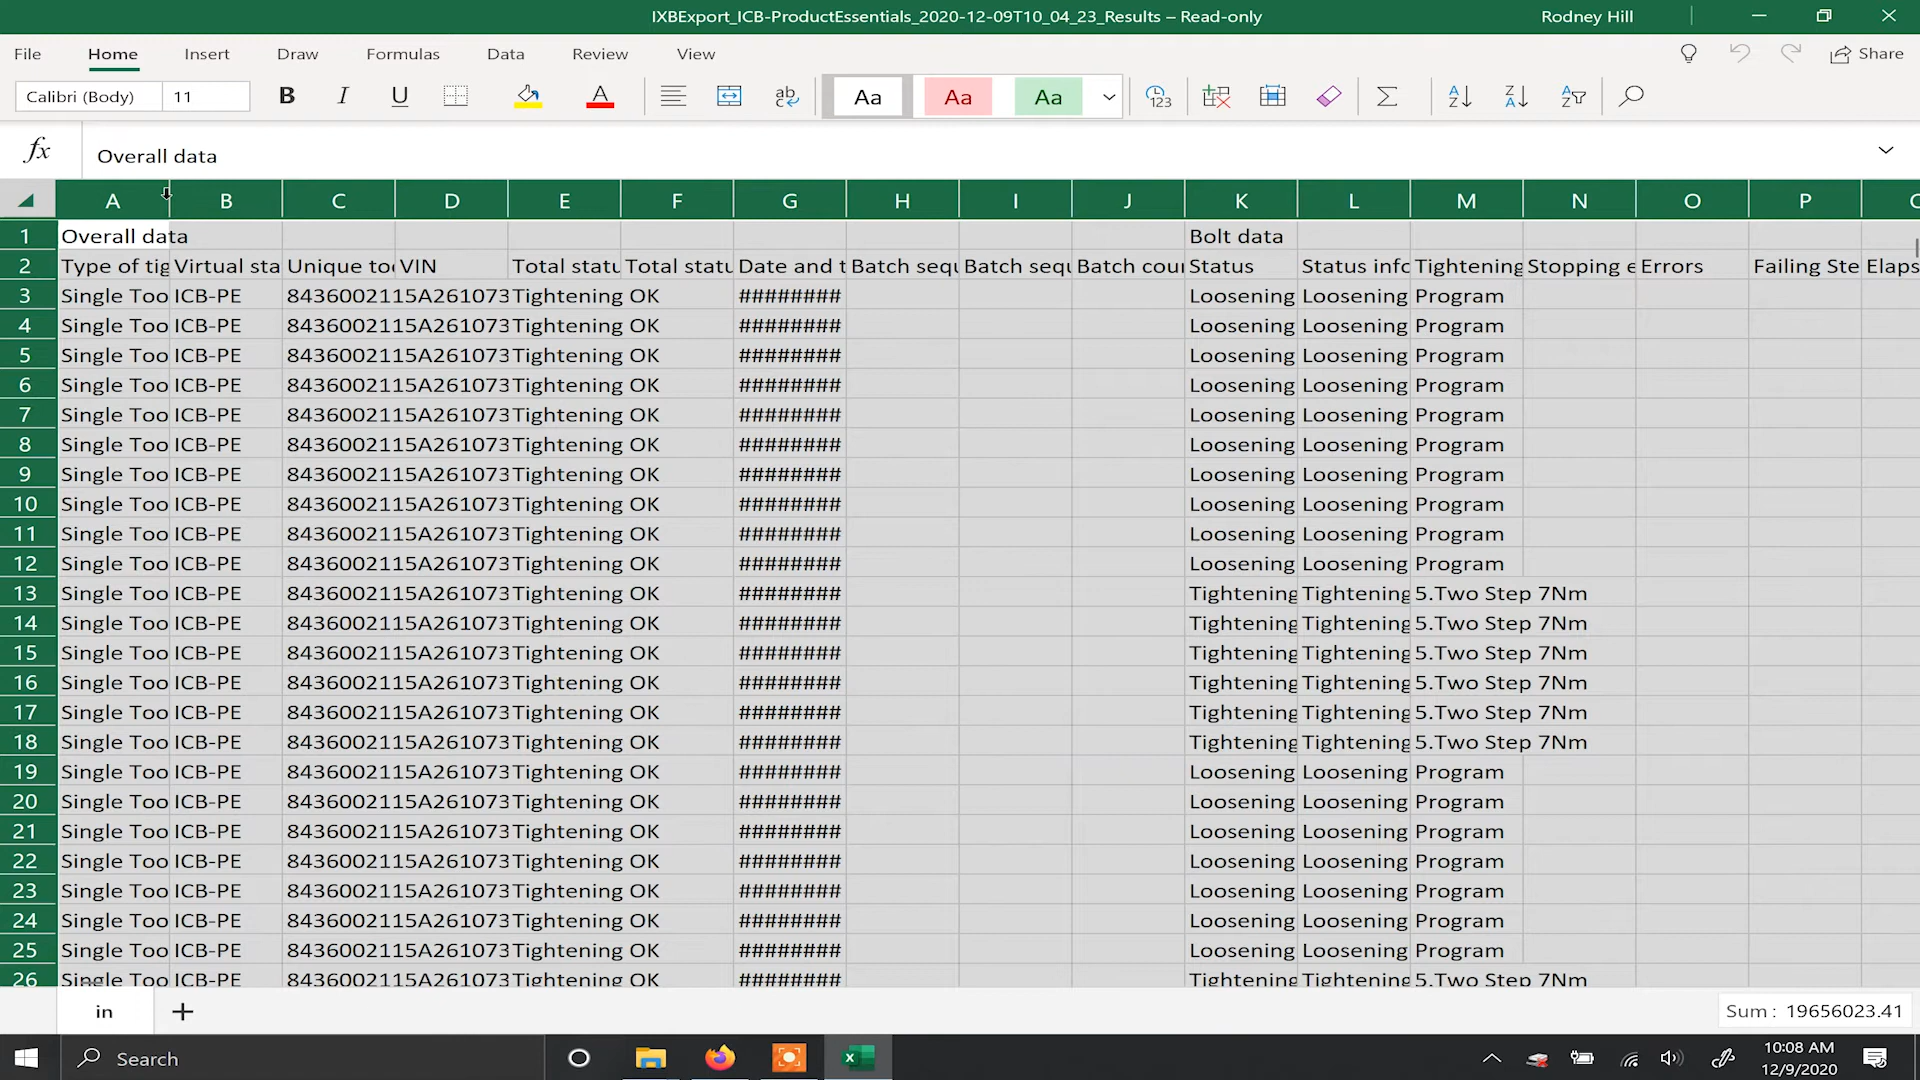 IXBExport_ICB-ProductEssentials_2020-12-09T10_04_23_Results – Read-only Rodney Hill
File Home Insert Draw Formulas Data Review View Share
Calibri (Body) 11 B I U A ab Aa Aa Aa 123 Σ A Z Z A A Z
fx Overall data
A B C D E F G H I J K L M N O P
1 Overall data Bolt data
2 Type of tig Virtual sta Unique to VIN Total statu Total statu Date and t Batch sequ Batch sequ Batch cou Status Status info Tightening Stopping e Errors Failing Ste Elaps
3 Single Too ICB-PE 8436002115A261073 Tightening OK ######## Loosening Loosening Program
4 Single Too ICB-PE 8436002115A261073 Tightening OK ######## Loosening Loosening Program
5 Single Too ICB-PE 8436002115A261073 Tightening OK ######## Loosening Loosening Program
6 Single Too ICB-PE 8436002115A261073 Tightening OK ######## Loosening Loosening Program
7 Single Too ICB-PE 8436002115A261073 Tightening OK ######## Loosening Loosening Program
8 Single Too ICB-PE 8436002115A261073 Tightening OK ######## Loosening Loosening Program
9 Single Too ICB-PE 8436002115A261073 Tightening OK ######## Loosening Loosening Program
10 Single Too ICB-PE 8436002115A261073 Tightening OK ######## Loosening Loosening Program
11 Single Too ICB-PE 8436002115A261073 Tightening OK ######## Loosening Loosening Program
12 Single Too ICB-PE 8436002115A261073 Tightening OK ######## Loosening Loosening Program
13 Single Too ICB-PE 8436002115A261073 Tightening OK ######## Tightening Tightening 5.Two Step 7Nm
14 Single Too ICB-PE 8436002115A261073 Tightening OK ######## Tightening Tightening 5.Two Step 7Nm
15 Single Too ICB-PE 8436002115A261073 Tightening OK ######## Tightening Tightening 5.Two Step 7Nm
16 Single Too ICB-PE 8436002115A261073 Tightening OK ######## Tightening Tightening 5.Two Step 7Nm
17 Single Too ICB-PE 8436002115A261073 Tightening OK ######## Tightening Tightening 5.Two Step 7Nm
18 Single Too ICB-PE 8436002115A261073 Tightening OK ######## Tightening Tightening 5.Two Step 7Nm
19 Single Too ICB-PE 8436002115A261073 Tightening OK ######## Loosening Loosening Program
20 Single Too ICB-PE 8436002115A261073 Tightening OK ######## Loosening Loosening Program
21 Single Too ICB-PE 8436002115A261073 Tightening OK ######## Loosening Loosening Program
22 Single Too ICB-PE 8436002115A261073 Tightening OK ######## Loosening Loosening Program
23 Single Too ICB-PE 8436002115A261073 Tightening OK ######## Loosening Loosening Program
24 Single Too ICB-PE 8436002115A261073 Tightening OK ######## Loosening Loosening Program
25 Single Too ICB-PE 8436002115A261073 Tightening OK ######## Loosening Loosening Program
26 Single Too ICB-PE 8436002115A261073 Tightening OK ######## Tightening Tightening 5.Two Step 7Nm
in Sum : 19656023.41
Search 10:08 AM
12/9/2020